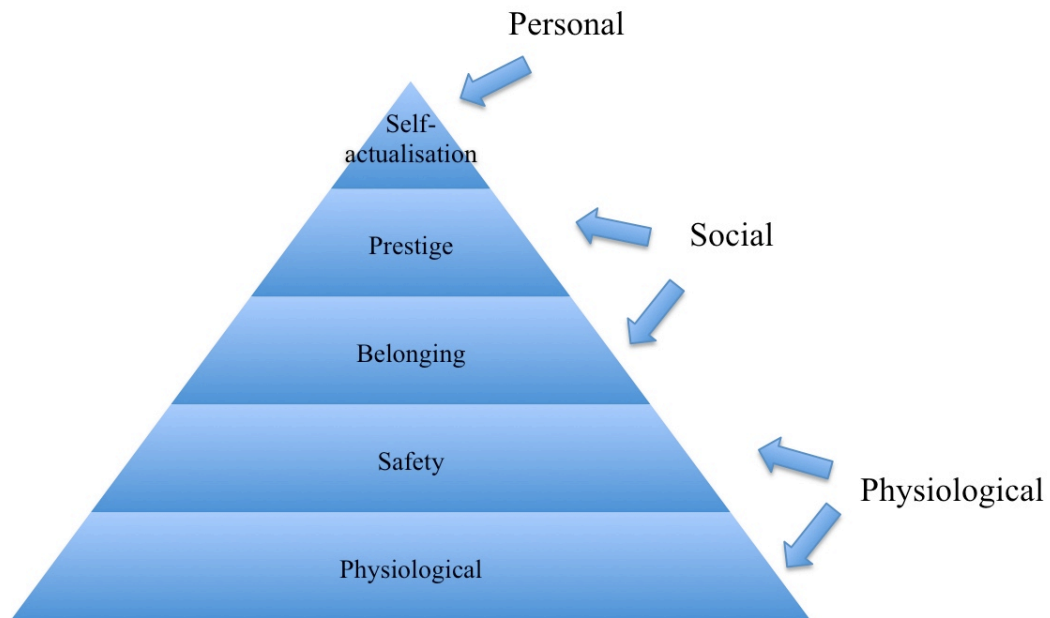 Personal
Self-
actualisation
Prestige
Social
Belonging
Safety
Physiological
Physiological